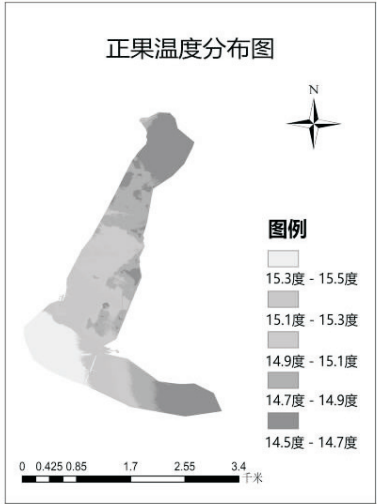 正果温度分布图
N
图例
15.3度 - 15.5度
15.1度 - 15.3度
14.9度 - 15.1度
14.7度 - 14.9度
14.5度 - 14.7度
0 0.425 0.85 1.7 2.55 3.4
千米